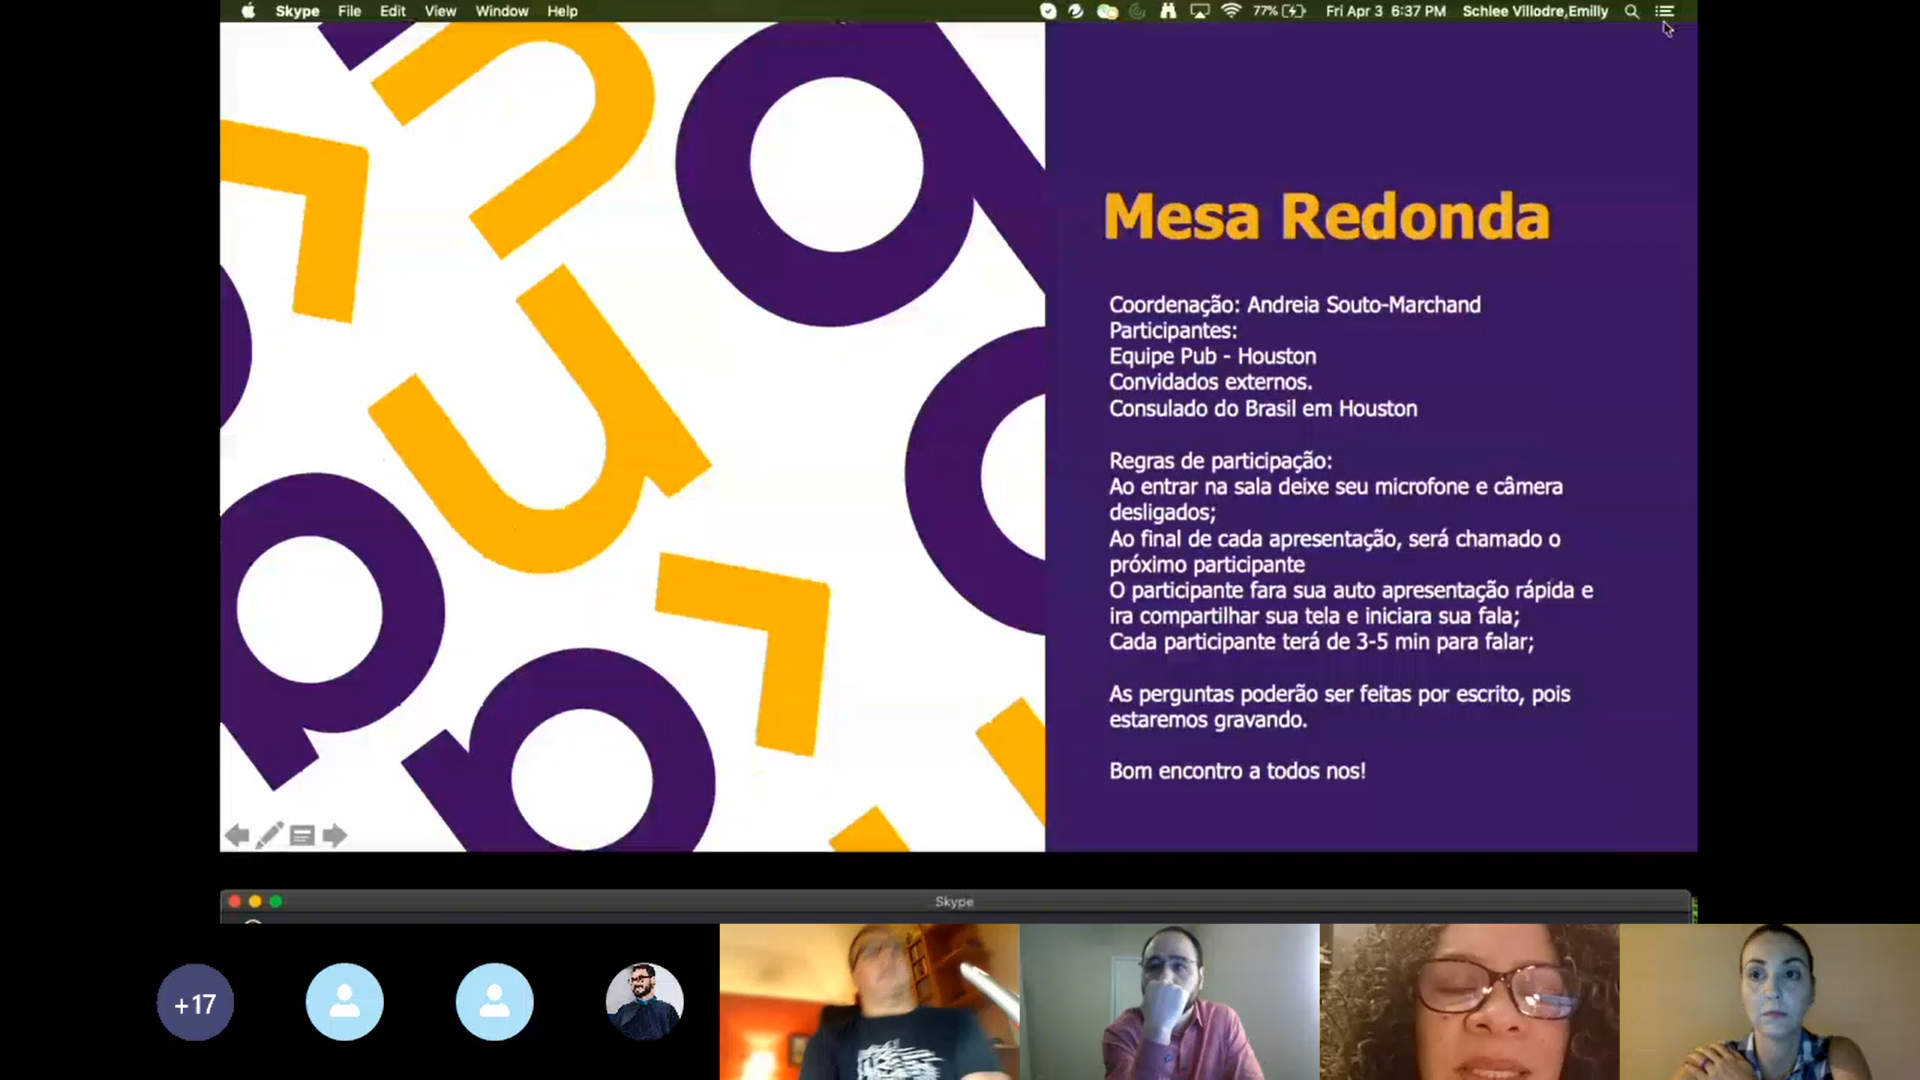 Skype File Edit View Window Help
77% Fri Apr 3 6:37 PM Schlee Villodre,Emilly
Mesa Redonda
Coordenação: Andreia Souto-Marchand
Participantes:
Equipe Pub - Houston
Convidados externos.
Consulado do Brasil em Houston
Regras de participação:
Ao entrar na sala deixe seu microfone e câmera
desligados;
Ao final de cada apresentação, será chamado o
próximo participante
O participante fara sua auto apresentação rápida e
ira compartilhar sua tela e iniciara sua fala;
Cada participante terá de 3-5 min para falar;
As perguntas poderão ser feitas por escrito, pois
estaremos gravando.
Bom encontro a todos nos!
Skype
+17